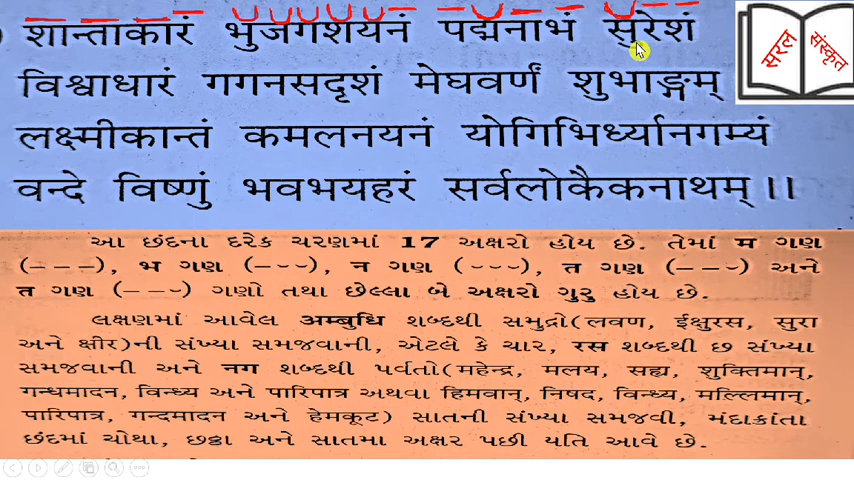 शान्ताकारं भुजगशयनं पद्मनाभं सुरेशं
विश्वाधारं गगनसदृशं मेघवर्णं शुभाङ्गम्
लक्ष्मीकान्तं कमलनयनं योगिभिर्ध्यानगम्यं
वन्दे विष्णुं भवभयहरं सर्वलोकैकनाथम् ।।
सरल संस्कृत
આ છંદના દરેક ચરણમાં 17 અક્ષરો હોય છે. તેમાં મ ગણ
(– – –), ભ ગણ (– ⏑ ⏑), ન ગણ (⏑ ⏑ ⏑), ત ગણ (– – ⏑) અને
ત ગણ (– – ⏑) ગણો તથા છેલ્લા બે અક્ષરો ગુરુ હોય છે.
લક્ષણમાં આવેલ અમ્બુધિ શબ્દથી સમુદ્રો(લવણ, ઈક્ષુરસ, સુરા
અને ક્ષીર)ની સંખ્યા સમજવાની, એટલે કે ચાર, રસ શબ્દથી છ સંખ્યા
સમજવાની અને નગ શબ્દથી પર્વતો(મહેન્દ્ર, મલય, સહ્ય, શુક્તિમાન્,
ગન્ધમાદન, વિન્ધ્ય અને પારિપાત્ર અથવા હિમવાન્, નિષદ, વિન્ધ્ય, મલ્લિમાન્,
પારિપાત્ર, ગન્દમાદન અને હેમકૂટ) સાતની સંખ્યા સમજવી, મંદાક્રાંતા
છંદમાં ચોથા, છઠ્ઠા અને સાતમા અક્ષર પછી યતિ આવે છે.